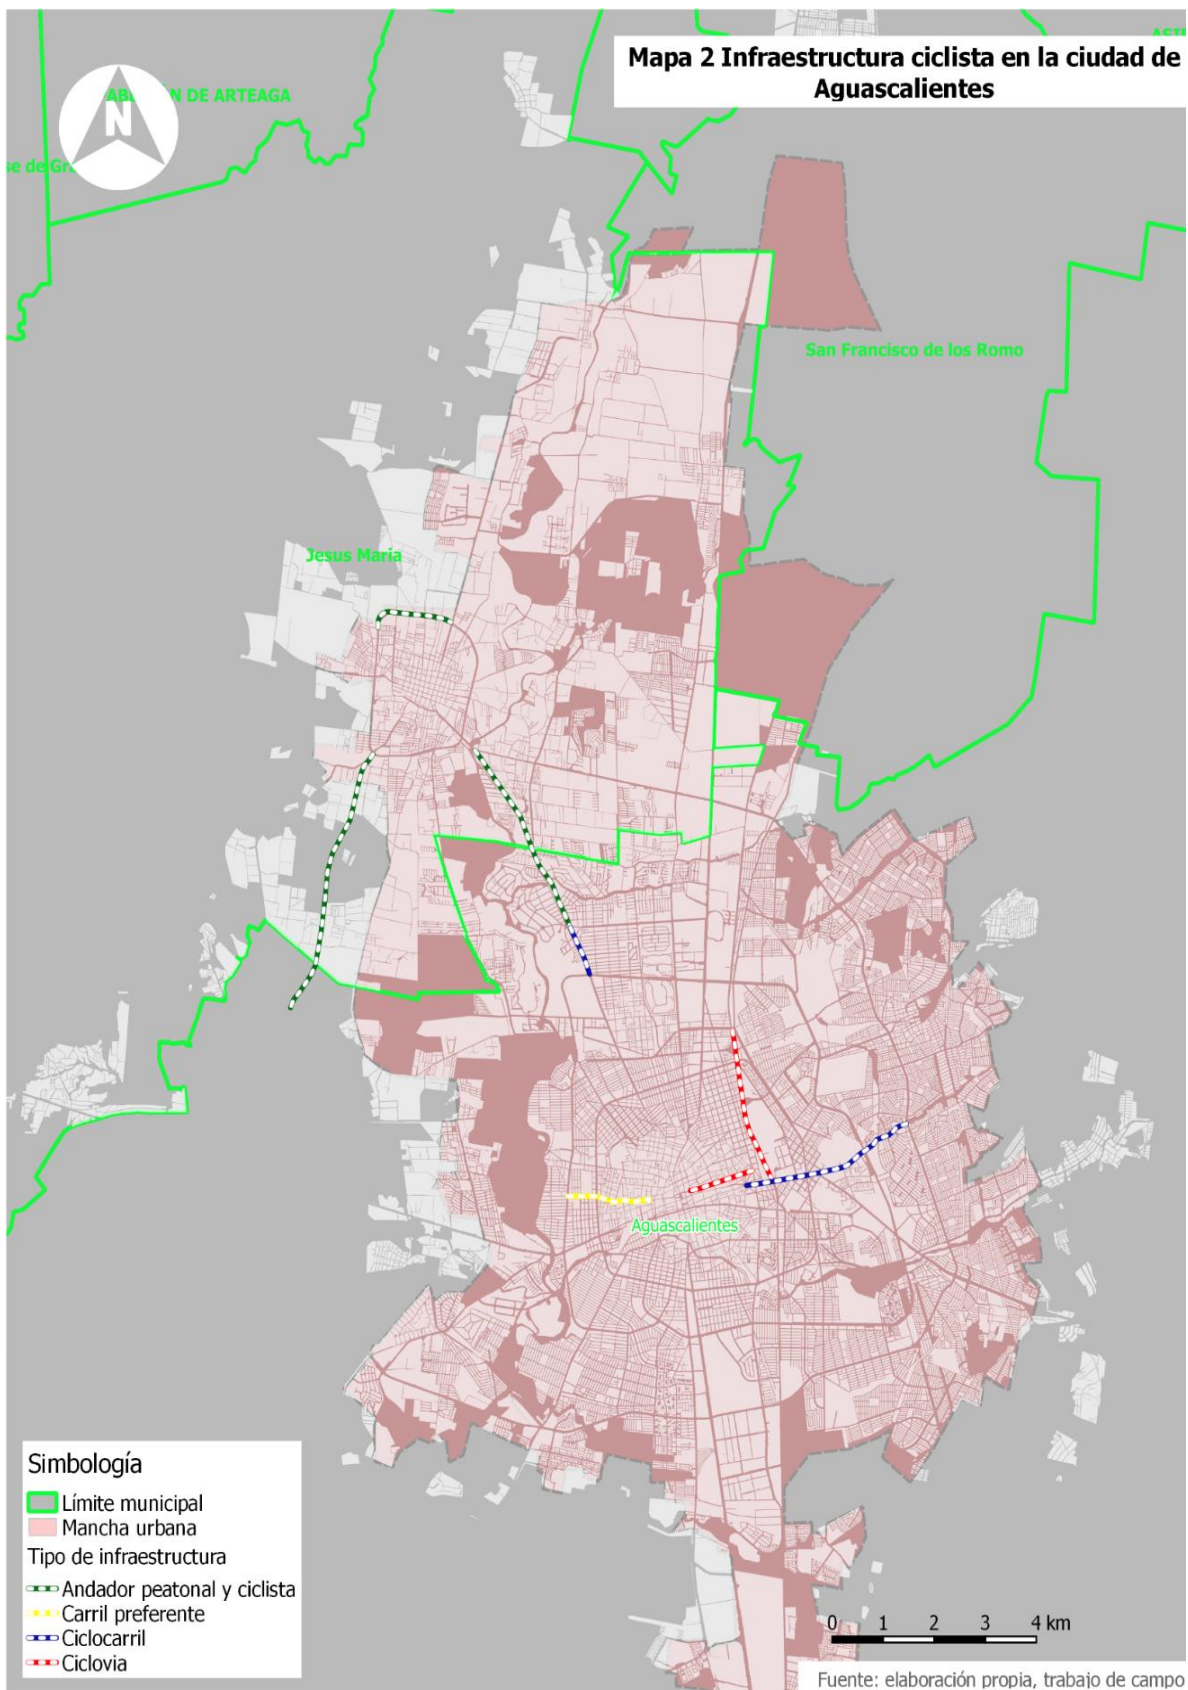 Mapa 2 Infraestructura ciclista en la ciudad de
Aguascalientes
N
DE ARTEAGA
se de
San Francisco de los Romo
Jesus Maria
Aguascalientes
Simbología
Límite municipal
Mancha urbana
Tipo de infraestructura
Andador peatonal y ciclista
Carril preferente
Ciclocarril
Ciclovia
0 1 2 3 4 km
Fuente: elaboración propia, trabajo de campo